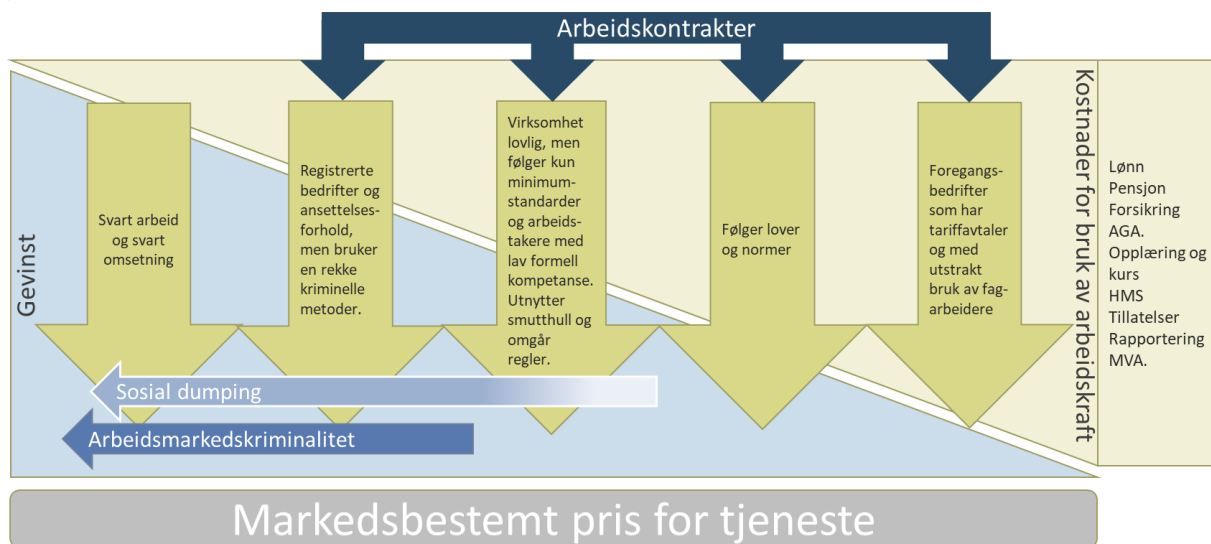 Arbeidskontrakter
Gevinst
Svart arbeid
og svart
omsetning
Registrerte
bedrifter og
ansettelses-
forhold,
men bruker
en rekke
kriminelle
metoder.
Virksomhet
lovlig, men
følger kun
minimum-
standarder
og arbeids-
takere med
lav formell
kompetanse.
Utnytter
smutthull og
omgår
regler.
Følger lover
og normer
Foregangs-
bedrifter
som har
tariffavtaler
og med
utstrakt
bruk av fag-
arbeidere
Kostnader for bruk av arbeidskraft
Lønn
Pensjon
Forsikring
AGA.
Opplæring og
kurs
HMS
Tillatelser
Rapportering
MVA.
Sosial dumping
Arbeidsmarkedskriminalitet
Markedsbestemt pris for tjeneste